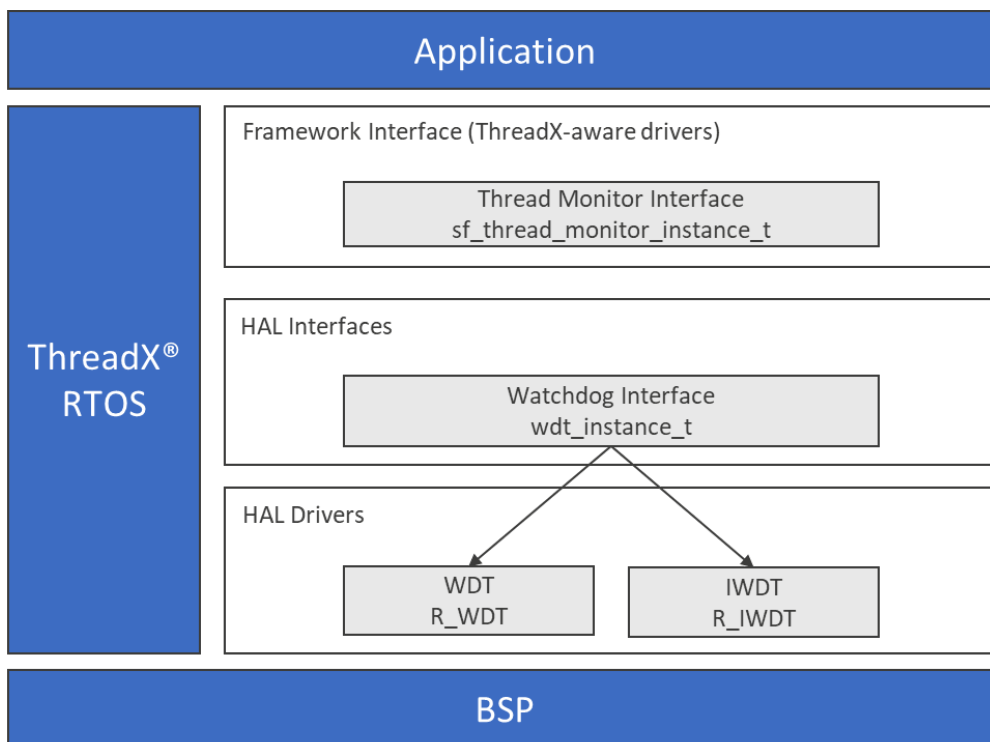 Application
ThreadX®
RTOS
Framework Interface (ThreadX-aware drivers)
Thread Monitor Interface
sf_thread_monitor_instance_t
HAL Interfaces
Watchdog Interface
wdt_instance_t
HAL Drivers
WDT
R_WDT
IWDT
R_IWDT
BSP